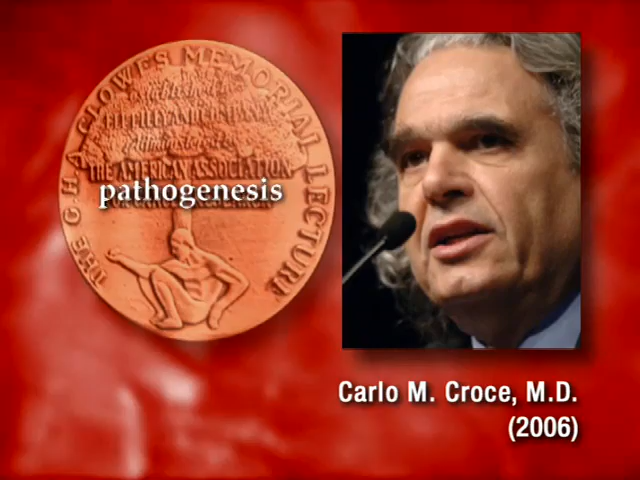 THE G.H.A. CLOWES MEMORIAL LECTURE
ELI LILLY AND COMPANY
THE AMERICAN ASSOCIATION
pathogenesis
Carlo M. Croce, M.D.
(2006)